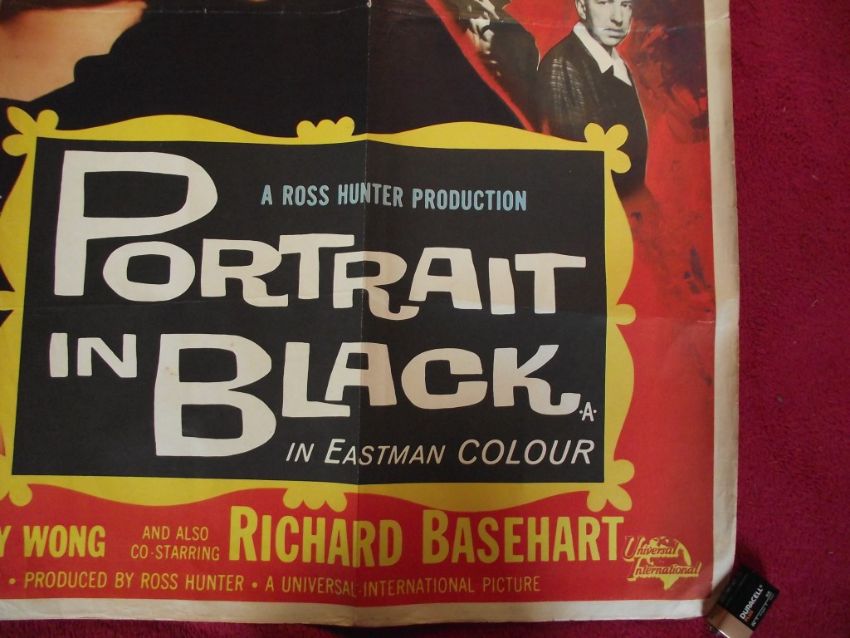 A ROSS HUNTER PRODUCTION
PORTRAIT
IN BLACK
·A·
IN EASTMAN COLOUR
Y WONG AND ALSO CO-STARRING RICHARD BASEHART
Universal International
· PRODUCED BY ROSS HUNTER · A UNIVERSAL-INTERNATIONAL PICTURE
DURACELL